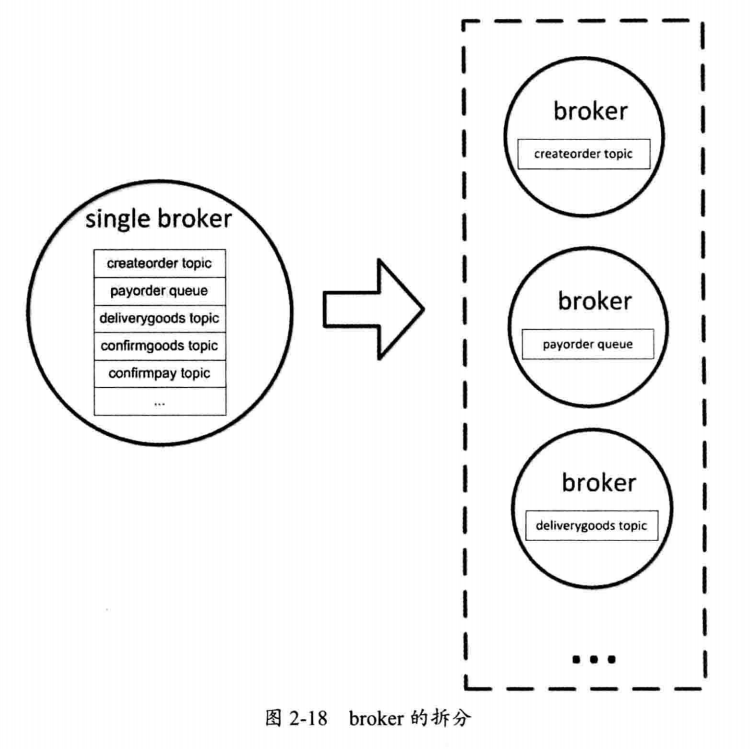 single broker
createorder topic
payorder queue
deliverygoods topic
confirmgoods topic
confirmpay topic
...
broker
createorder topic
broker
payorder queue
broker
deliverygoods topic
...
图 2-18 broker 的拆分